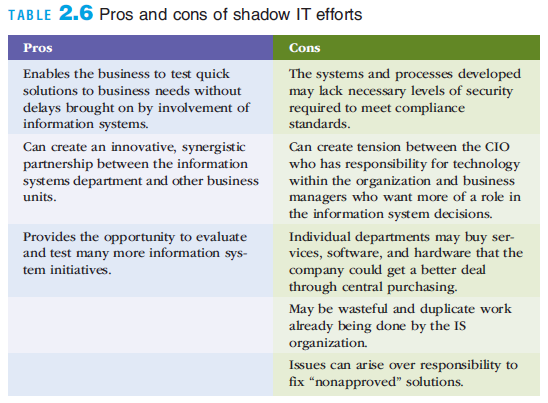 TABLE 2.6 Pros and cons of shadow IT efforts
Pros
Cons
Enables the business to test quick
solutions to business needs without
delays brought on by involvement of
information systems.
The systems and processes developed
may lack necessary levels of security
required to meet compliance
standards.
Can create an innovative, synergistic
partnership between the information
systems department and other business
units.
Can create tension between the CIO
who has responsibility for technology
within the organization and business
managers who want more of a role in
the information system decisions.
Provides the opportunity to evaluate
and test many more information sys-
tem initiatives.
Individual departments may buy ser-
vices, software, and hardware that the
company could get a better deal
through central purchasing.
May be wasteful and duplicate work
already being done by the IS
organization.
Issues can arise over responsibility to
fix “nonapproved” solutions.